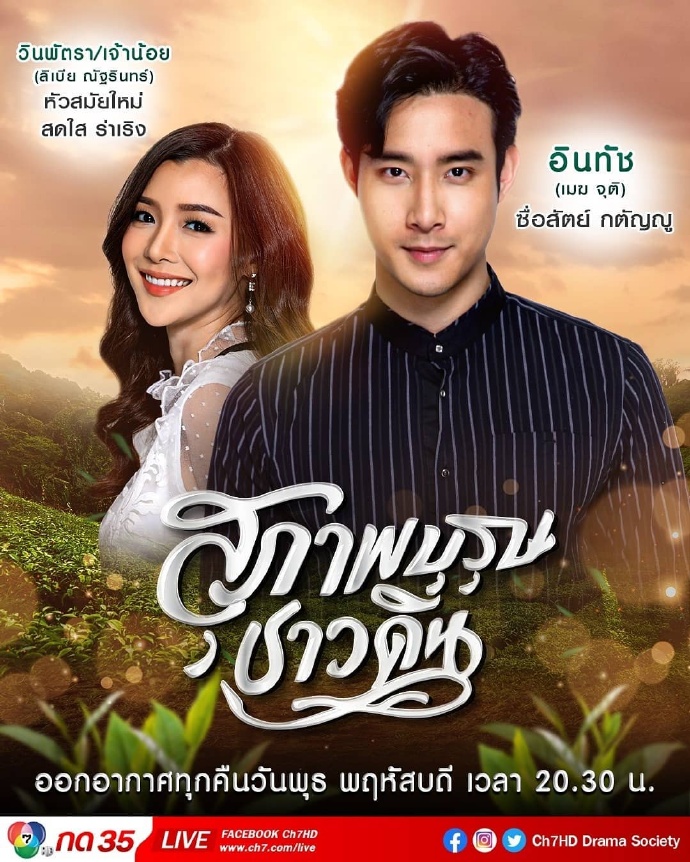 วินพัตรา/เจ้าน้อย
(ลิเบีย ณัฐรินทร์)
หัวสมัยใหม่
สดใส ร่าเริง
อินทัช
(เมฆ จุติ)
ซื่อสัตย์ กตัญญู
สุภาพบุรุษ
ชาวดิน
ออกอากาศทุกคืนวันพุธ พฤหัสบดี เวลา 20.30 น.
7 HD กด 35 LIVE FACEBOOK Ch7HD
www.ch7.com/live
Ch7HD Drama Society